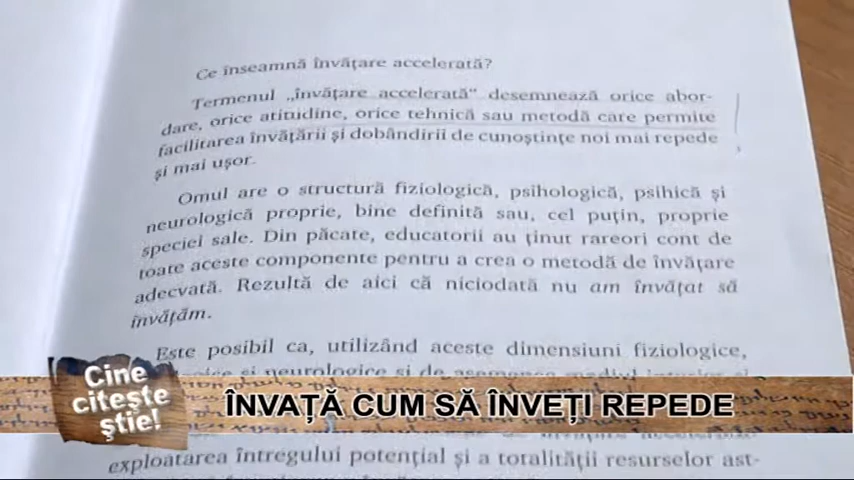 Ce înseamnă învățare accelerată?
Termenul „învățare accelerată“ desemnează orice abor-
dare, orice atitudine, orice tehnică sau metodă care permite
facilitarea învățării și dobândirii de cunoștințe noi mai repede
și mai ușor.
Omul are o structură fiziologică, psihologică, psihică și
neurologică proprie, bine definită sau, cel puțin, proprie
speciei sale. Din păcate, educatorii au ținut rareori cont de
toate aceste componente pentru a crea o metodă de învățare
adecvată. Rezultă de aici că niciodată nu am învățat să
învățăm.
Este posibil ca, utilizând aceste dimensiuni fiziologice,
și neurologice și de asemenea
Cine
citește
știe!
ÎNVAȚĂ CUM SĂ ÎNVEȚI REPEDE
exploatarea întregului potențial și a totalității resurselor ast-